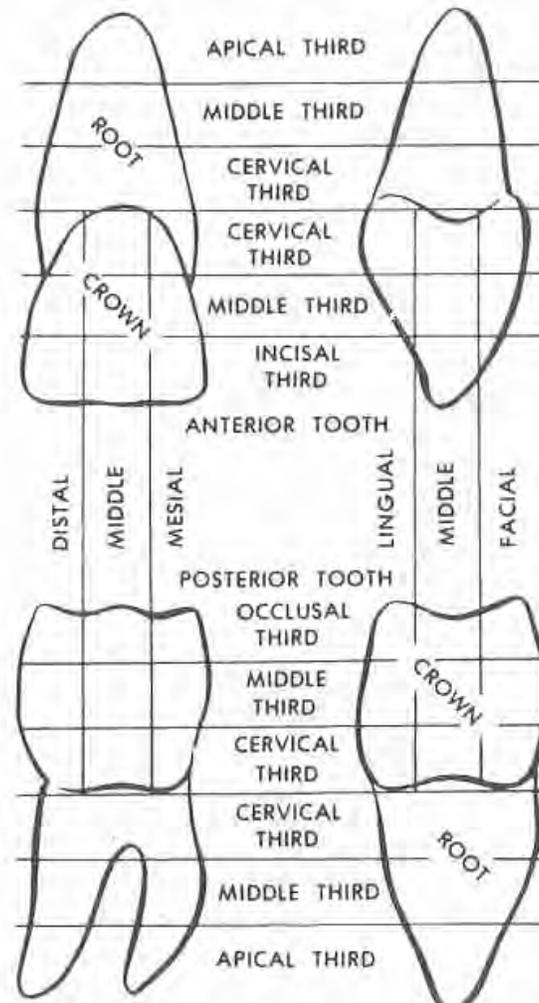 APICAL THIRD
MIDDLE THIRD
ROOT
CERVICAL
THIRD
CERVICAL
THIRD
CROWN
MIDDLE THIRD
INCISAL
THIRD
ANTERIOR TOOTH
DISTAL
MIDDLE
MESIAL
LINGUAL
MIDDLE
FACIAL
POSTERIOR TOOTH
OCCLUSAL
THIRD
MIDDLE
THIRD
CROWN
CERVICAL
THIRD
CERVICAL
THIRD
ROOT
MIDDLE THIRD
APICAL THIRD